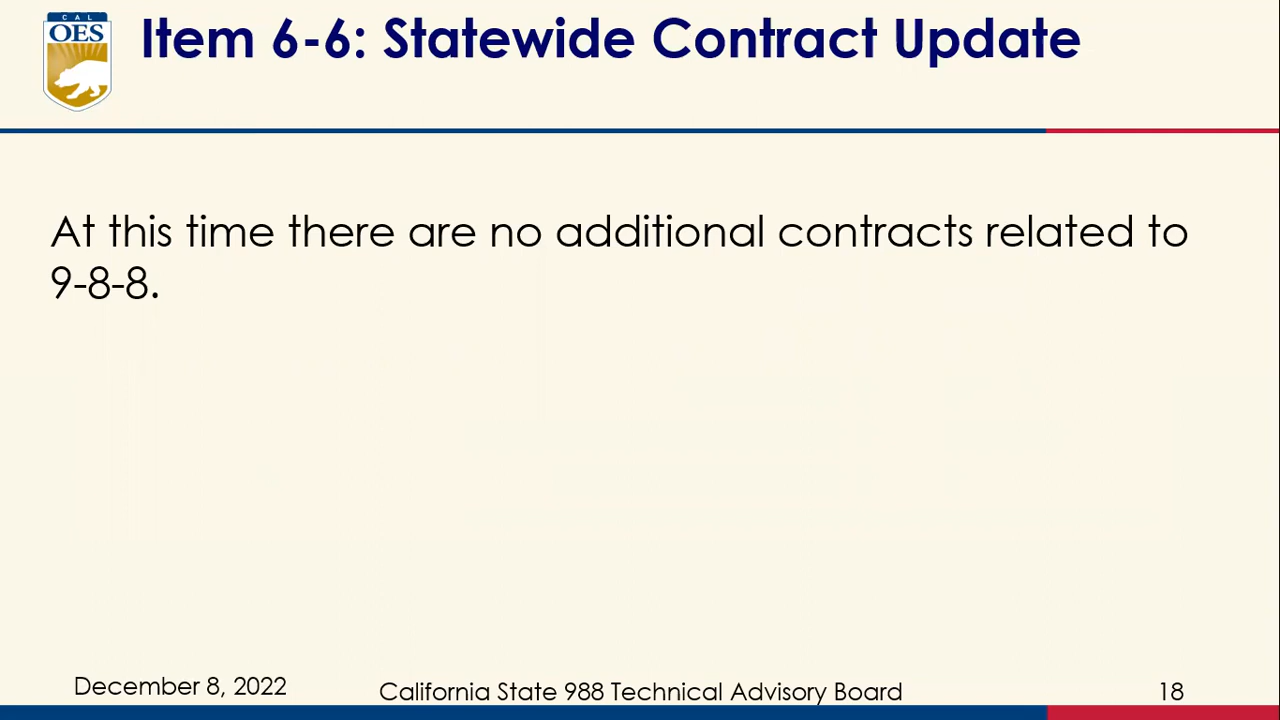 CAL
OES
Item 6-6: Statewide Contract Update
At this time there are no additional contracts related to
9-8-8.
December 8, 2022
California State 988 Technical Advisory Board
18